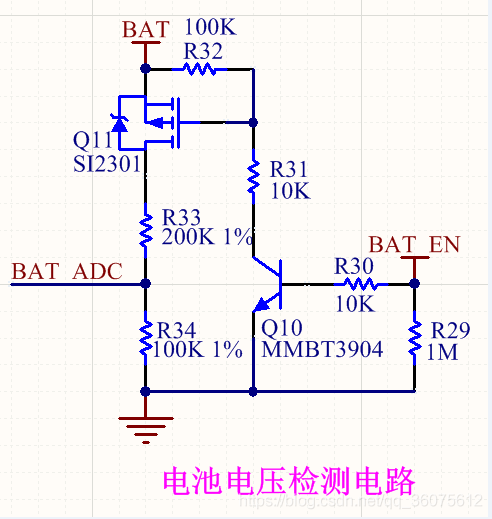 BAT
100K
R32
Q11
SI2301
R31
10K
R33
200K 1%
BAT_EN
BAT_ADC
R30
10K
R34
100K 1%
Q10
MMBT3904
R29
1M
电池电压检测电路
https://blog.csdn.net/qq_36075612